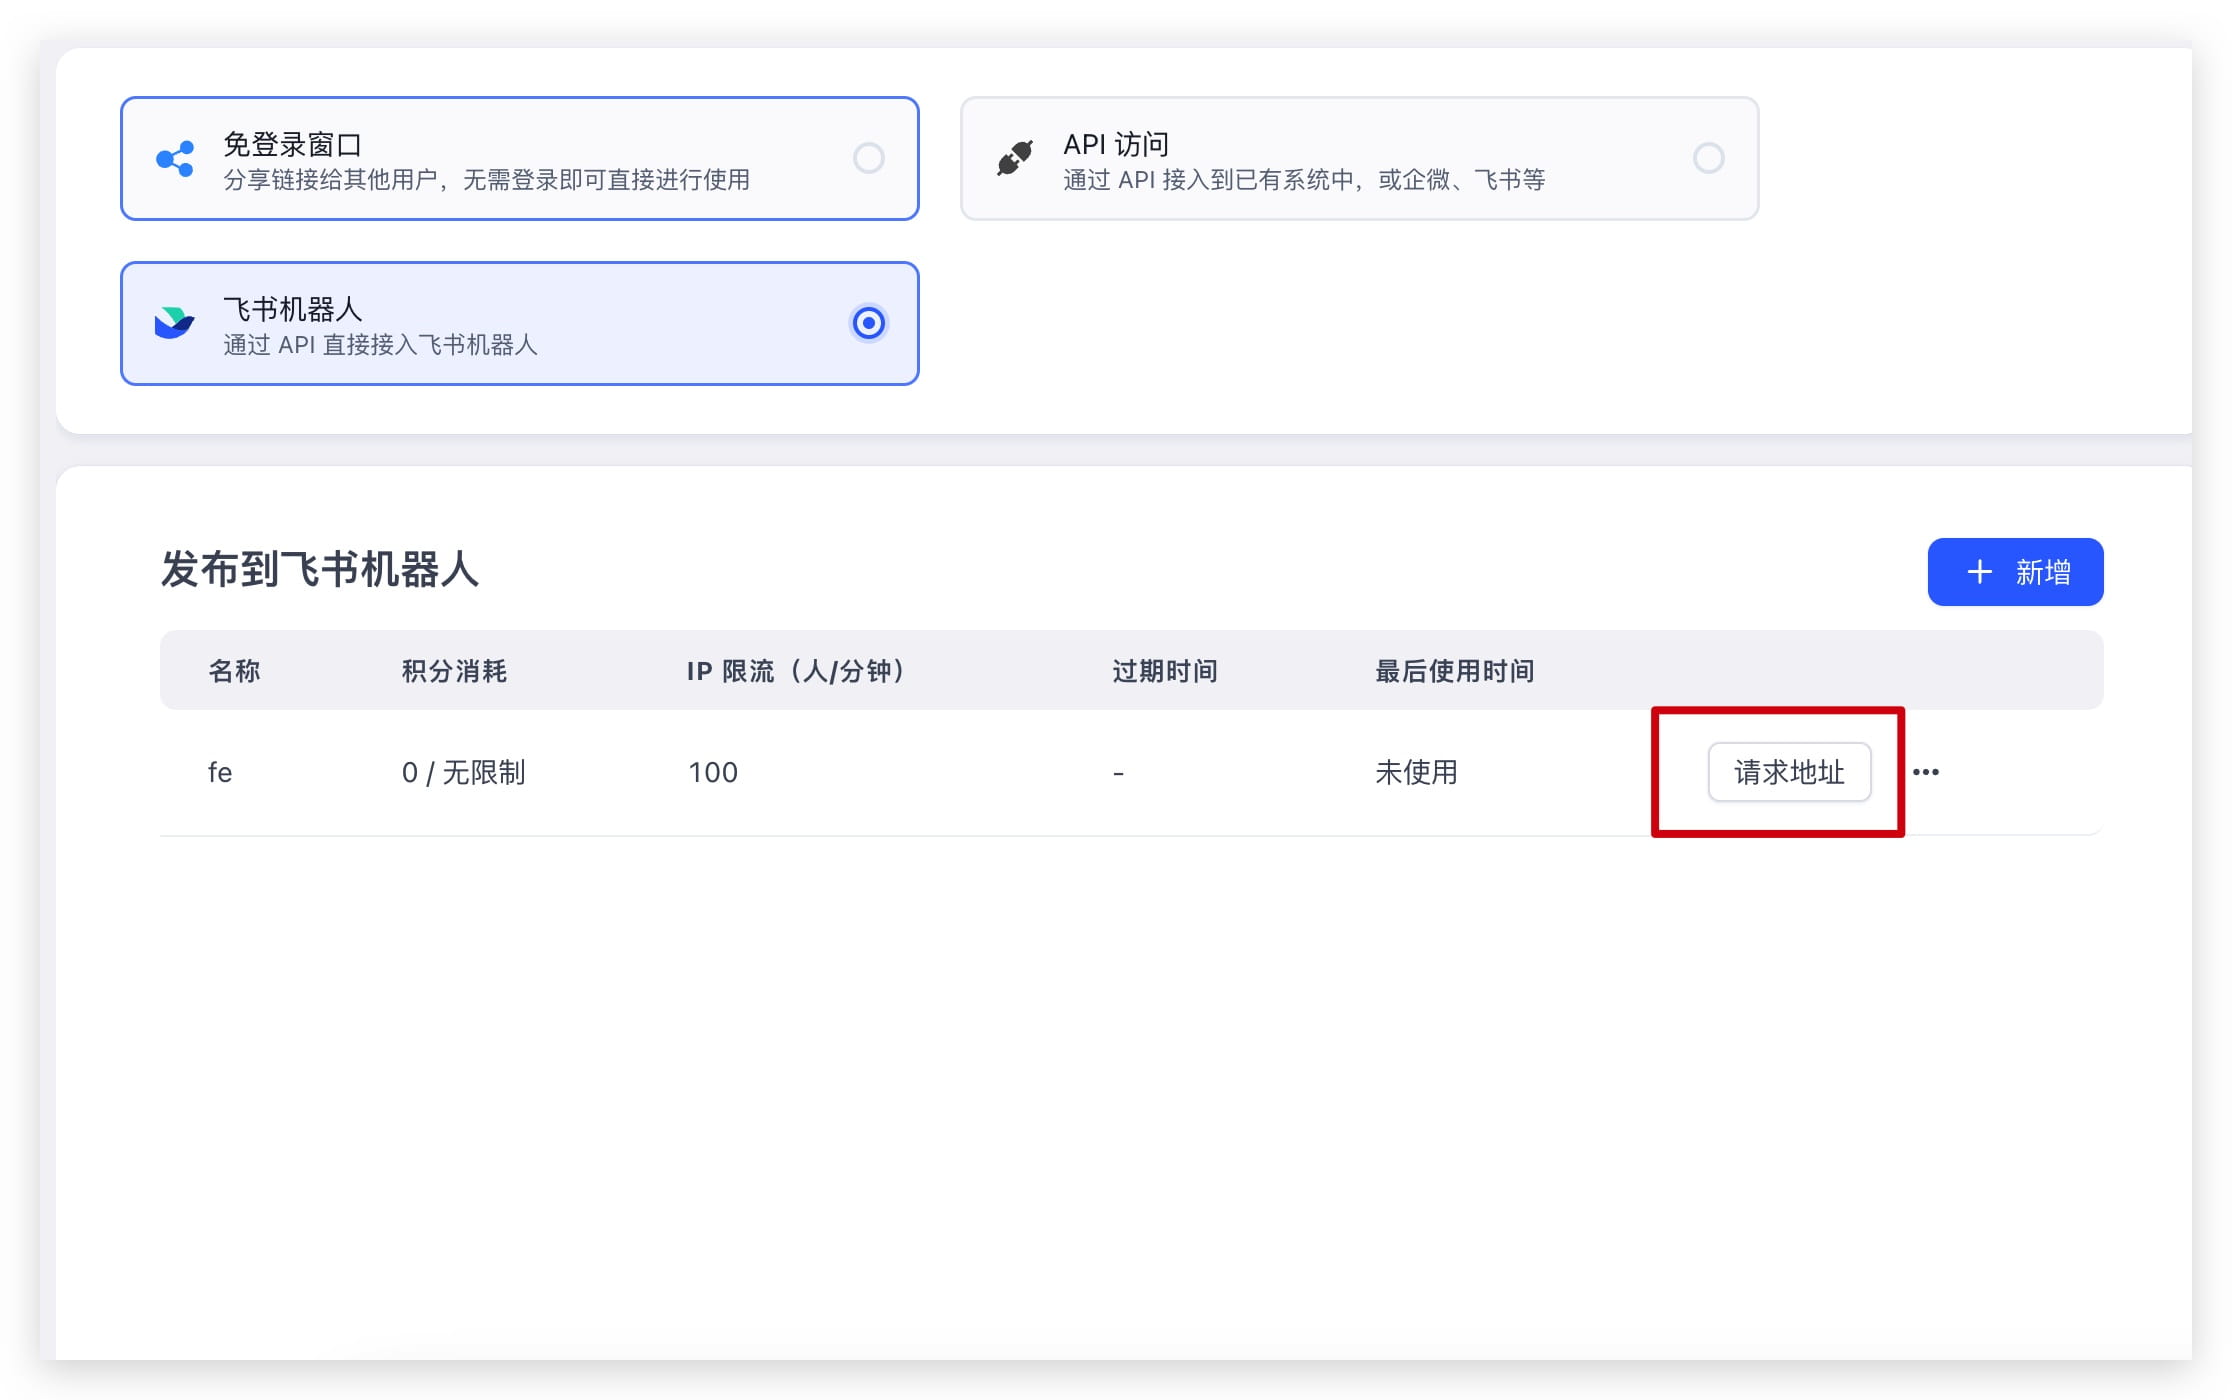 免登录窗口
分享链接给其他用户，无需登录即可直接进行使用
API 访问
通过 API 接入到已有系统中，或企微、飞书等
飞书机器人
通过 API 直接接入飞书机器人
发布到飞书机器人
新增
名称 积分消耗 IP 限流（人/分钟） 过期时间 最后使用时间
fe 0 / 无限制 100 - 未使用 请求地址